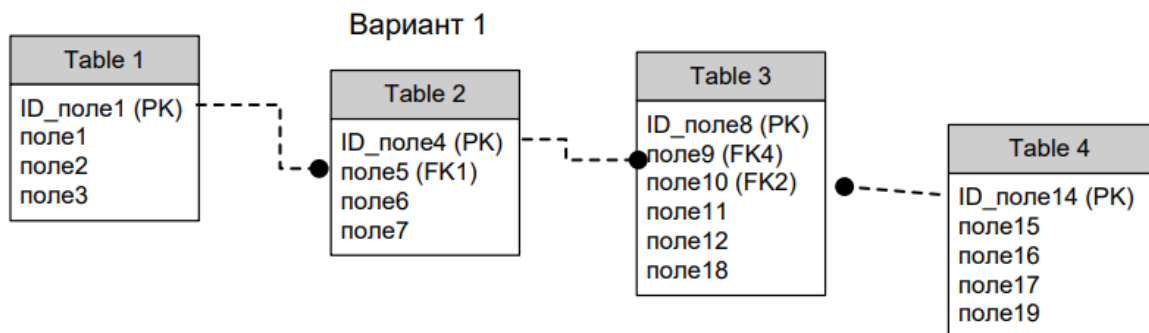 Вариант 1
Table 1
ID_поле1 (PK)
поле1
поле2
поле3
Table 2
ID_поле4 (PK)
поле5 (FK1)
поле6
поле7
Table 3
ID_поле8 (PK)
поле9 (FK4)
поле10 (FK2)
поле11
поле12
поле18
Table 4
ID_поле14 (PK)
поле15
поле16
поле17
поле19